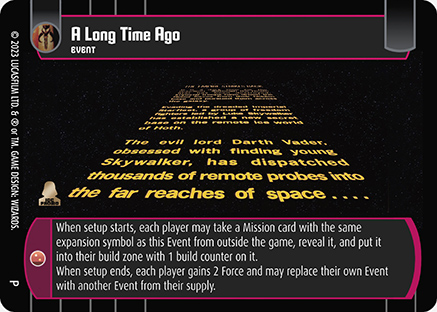 A Long Time Ago
EVENT
Evading the dreaded Imperial
Starfleet, a group of freedom
fighters led by Luke Skywalker
has established a new secret
base on the remote ice world
of Hoth.
The evil lord Darth Vader,
obsessed with finding young
Skywalker, has dispatched
thousands of remote probes into
the far reaches of space. . . .
When setup starts, each player may take a Mission card with the same
expansion symbol as this Event from outside the game, reveal it, and put it
into their build zone with 1 build counter on it.
When setup ends, each player gains 2 Force and may replace their own Event
with another Event from their supply.
© 2023 LUCASFILM LTD. & ® OR TM. GAME DESIGN: WIZARDS.
P